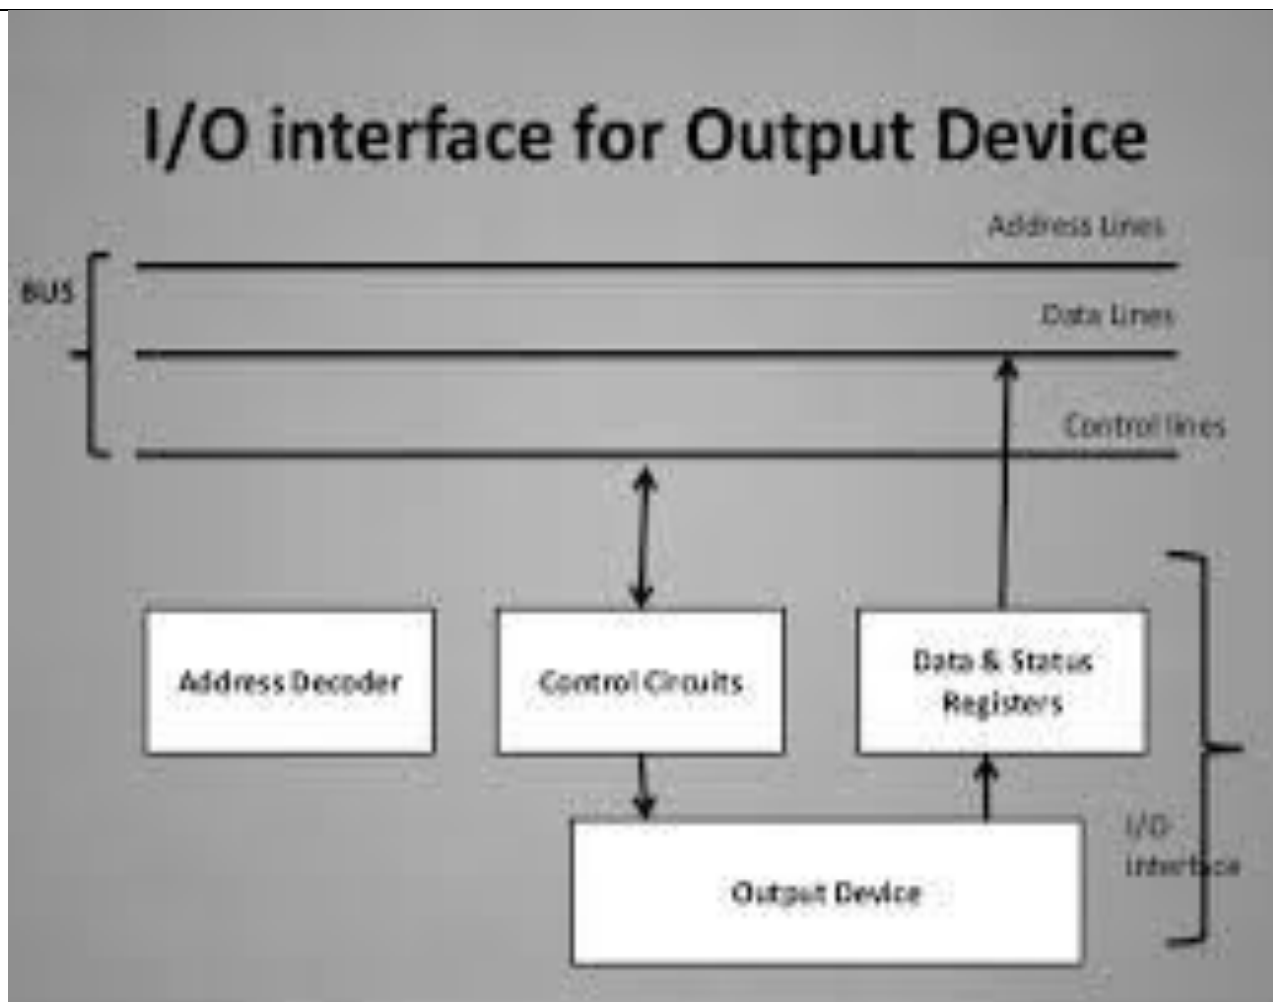 I/O interface for Output Device
Address Lines
BUS
Data Lines
Control lines
Address Decoder
Control Circuits
Data & Status
Registers
I/O
interface
Output Device